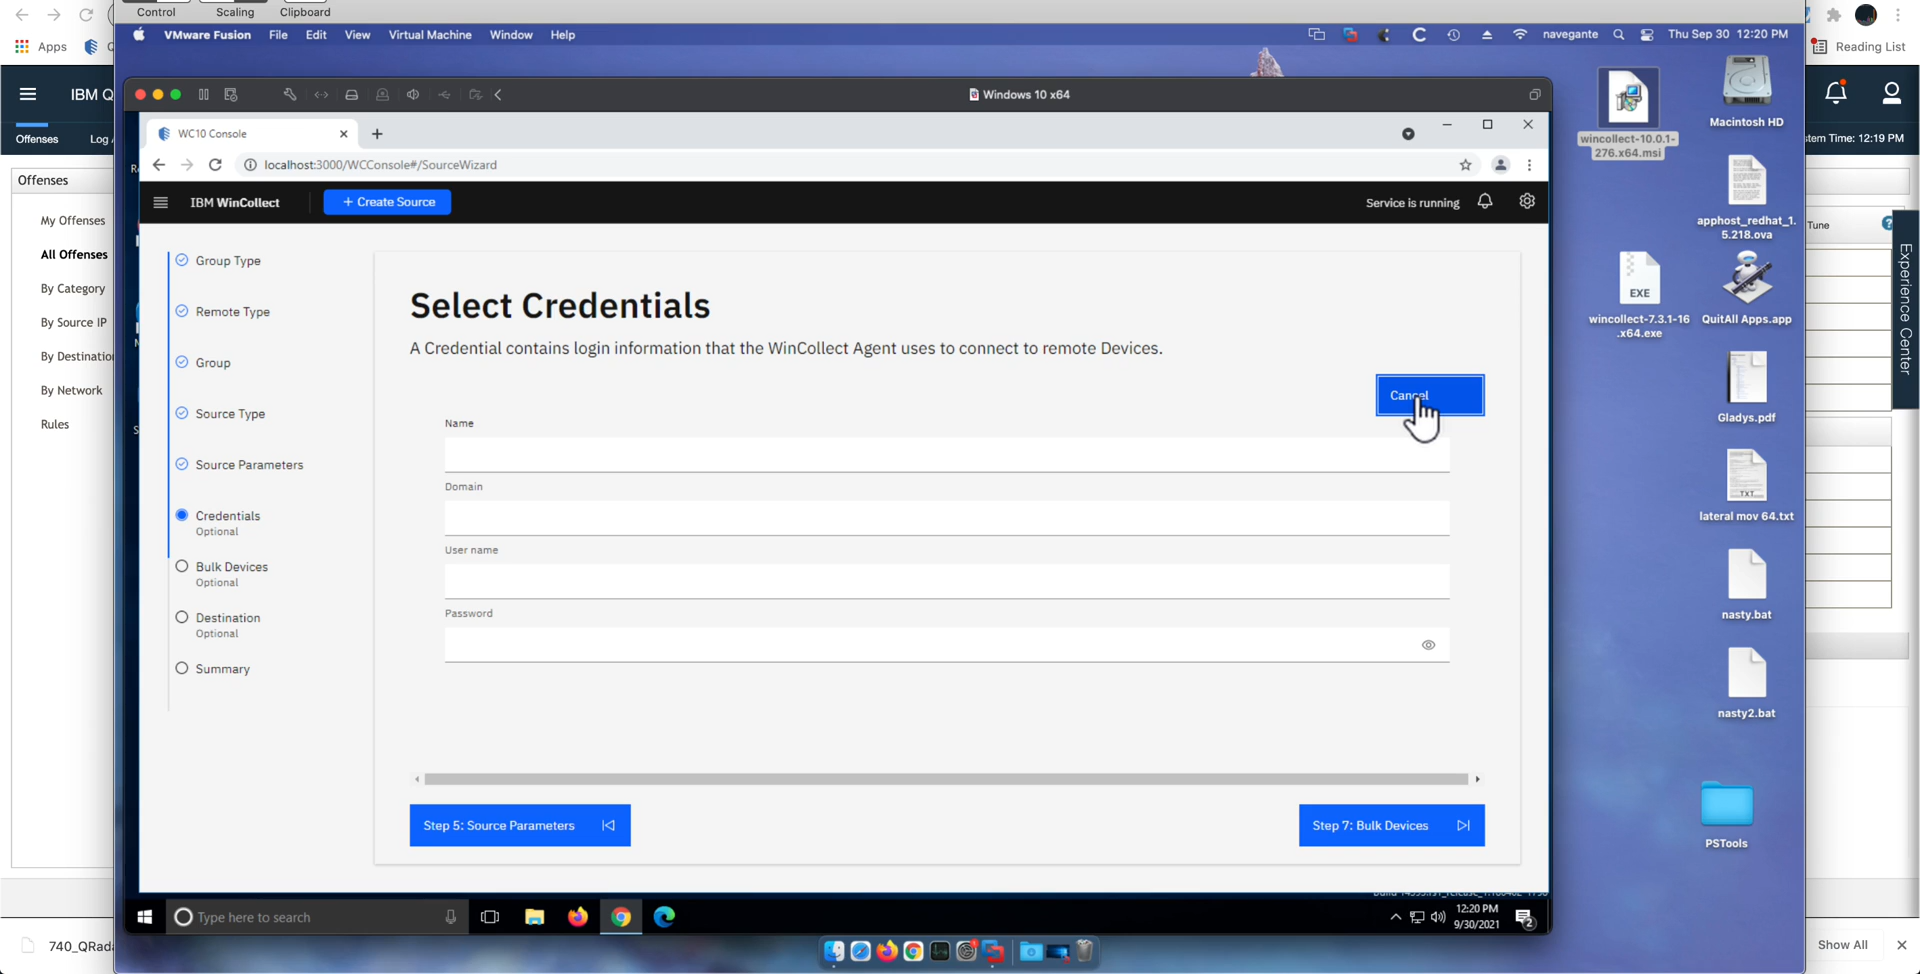 Control
Scaling
Clipboard
VMware Fusion File Edit View Virtual Machine Window Help
navegante
Thu Sep 30 12:20 PM
Apps
Reading List
Windows 10 x64
WC10 Console
localhost:3000/WCConsole#/SourceWizard
IBM WinCollect
+ Create Source
Service is running
Offenses
Log
tem Time: 12:19 PM
Offenses
My Offenses
All Offenses
By Category
By Source IP
By Destination
By Network
Rules
Group Type
Remote Type
Group
Source Type
Source Parameters
Credentials
Optional
Bulk Devices
Optional
Destination
Optional
Summary
Select Credentials
A Credential contains login information that the WinCollect Agent uses to connect to remote Devices.
Cancel
Name
Domain
User name
Password
Step 5: Source Parameters
Step 7: Bulk Devices
Type here to search
12:20 PM
9/30/2021
2
wincollect-10.0.1-
276.x64.msi
Macintosh HD
apphost_redhat_1.
5.218.ova
EXE
wincollect-7.3.1-16
.x64.exe
QuitAll Apps.app
Gladys.pdf
TXT
lateral mov 64.txt
nasty.bat
nasty2.bat
PSTools
Tune
Experience Center
IBM Q
740_QRada
Show All